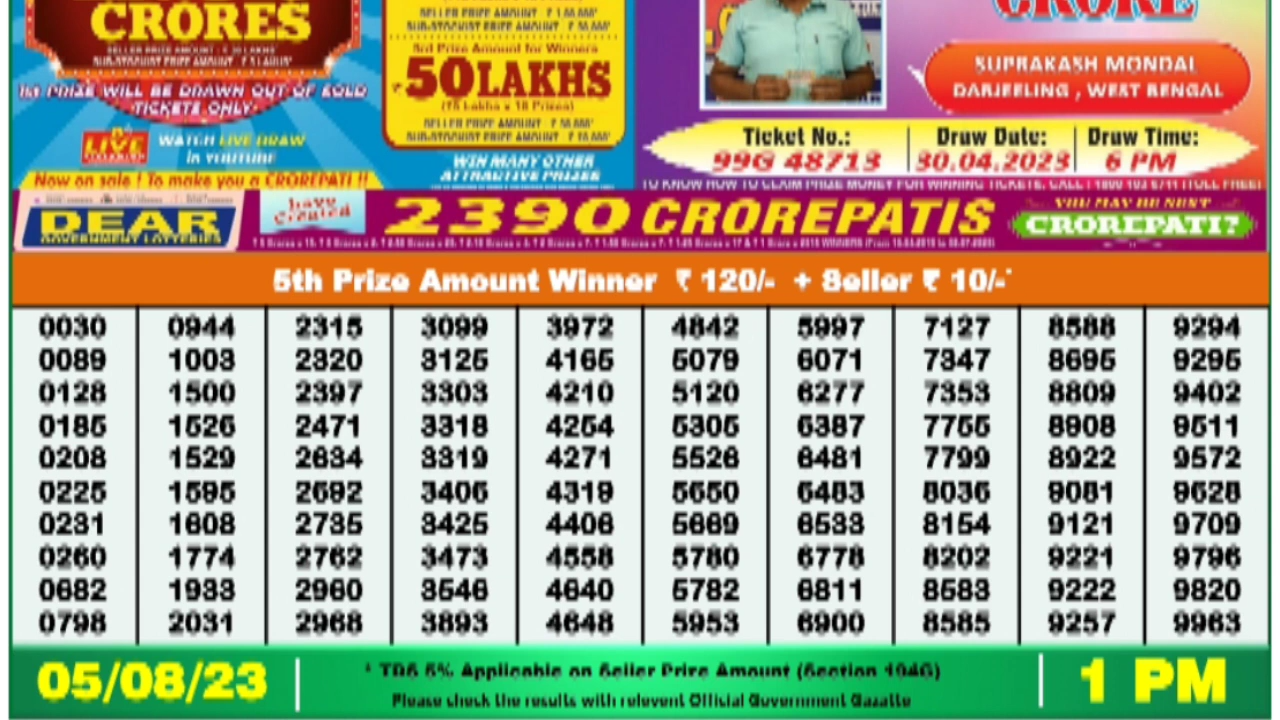 CRORES
1st PRIZE WILL BE DRAWN OUT OF SOLD
TICKETS ONLY
LIVE
WATCH LIVE DRAW
in YOUTUBE
Now on sale ! To make you a CROREPATI !!
SELLER PRIZE AMOUNT
3rd Prize Amount for Winners
50LAKHS
WIN MANY OTHER
ATTRACTIVE PRIZES
CRORE
SUPRAKASH MONDAL
DARJEELING , WEST BENGAL
Ticket No.: Draw Date: Draw Time:
99G 48713 30.04.2023 6 PM
DEAR
GOVERNMENT LOTTERIES
have
Created
2390 CROREPATIS
YOU MAY BE NEXT
CROREPATI?
5th Prize Amount Winner ₹ 120/- + Seller ₹ 10/-*
0030 0944 2315 3099 3972 4842 5997 7127 8588 9294
0089 1003 2320 3125 4165 5079 6071 7347 8695 9295
0128 1500 2397 3303 4210 5120 6277 7353 8809 9402
0185 1526 2471 3318 4254 5305 6387 7755 8908 9511
0208 1529 2634 3319 4271 5526 6481 7799 8922 9572
0225 1595 2692 3406 4319 5650 6483 8036 9081 9628
0231 1608 2735 3425 4406 5669 6533 8154 9121 9709
0260 1774 2762 3473 4558 5780 6778 8202 9221 9796
0682 1933 2960 3546 4640 5782 6811 8583 9222 9820
0798 2031 2968 3893 4648 5953 6900 8585 9257 9963
05/08/23
* TDS 5% Applicable on Seller Prize Amount (Section 194G)
Please check the results with relevent Official Government Gazatte
1 PM